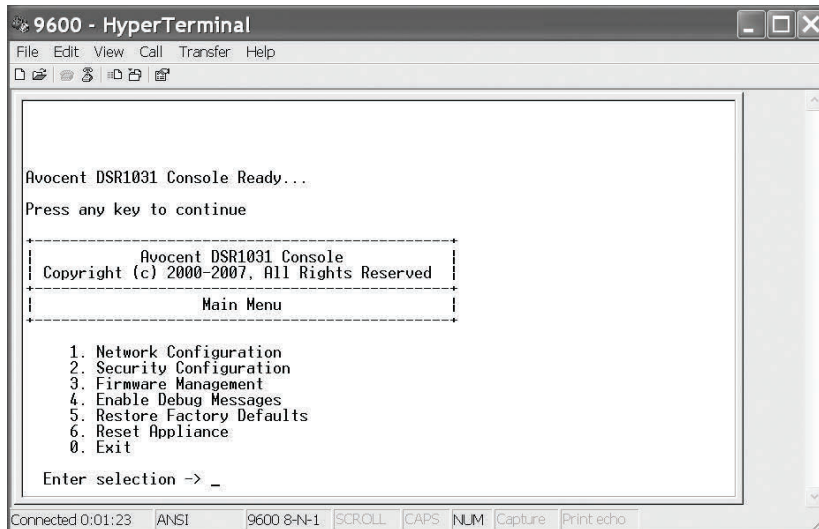 9600 - HyperTerminal
File Edit View Call Transfer Help
Avocent DSR1031 Console Ready...
Press any key to continue
Avocent DSR1031 Console
Copyright (c) 2000-2007, All Rights Reserved
Main Menu
1. Network Configuration
2. Security Configuration
3. Firmware Management
4. Enable Debug Messages
5. Restore Factory Defaults
6. Reset Appliance
0. Exit
Enter selection -> _
Connected 0:01:23 ANSI 9600 8-N-1 SCROLL CAPS NUM Capture Print echo